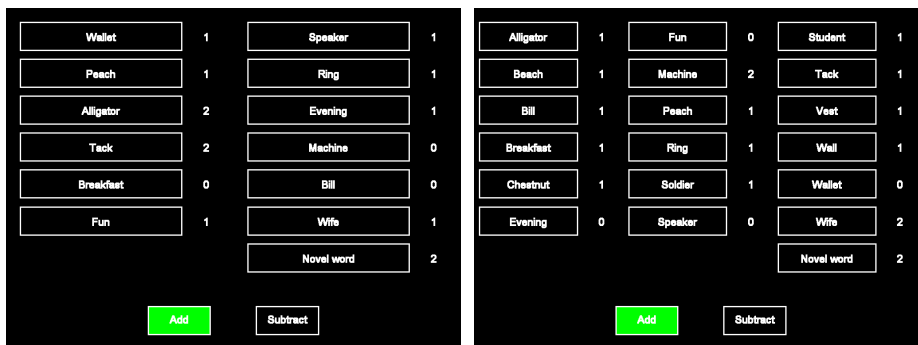 Wallet 1 Speaker 1
Peach 1 Ring 1
Alligator 2 Evening 1
Tack 2 Machine 0
Breakfast 0 Bill 0
Fun 1 Wife 1
Novel word 2
Add Subtract
Alligator 1 Fun 0 Student 1
Beach 1 Machine 2 Tack 1
Bill 1 Peach 1 Vest 1
Breakfast 1 Ring 1 Wall 1
Chestnut 1 Soldier 1 Wallet 0
Evening 0 Speaker 0 Wife 2
Novel word 2
Add Subtract